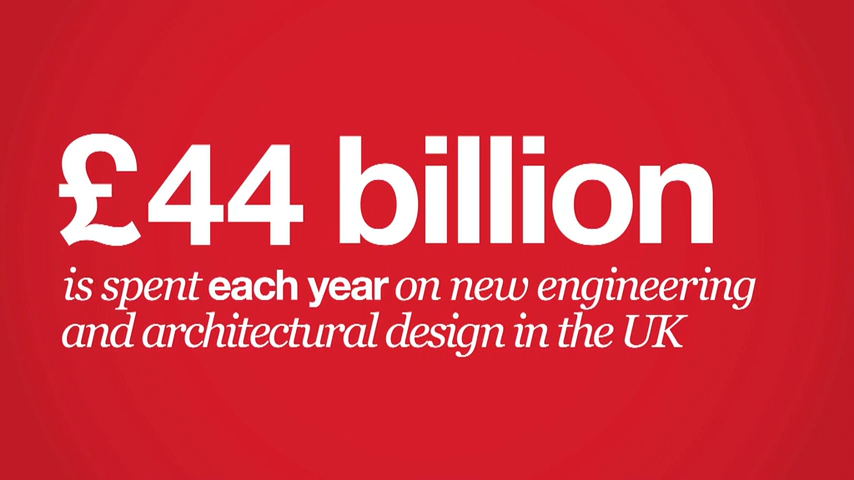 £44 billion
is spent each year on new engineering
and architectural design in the UK